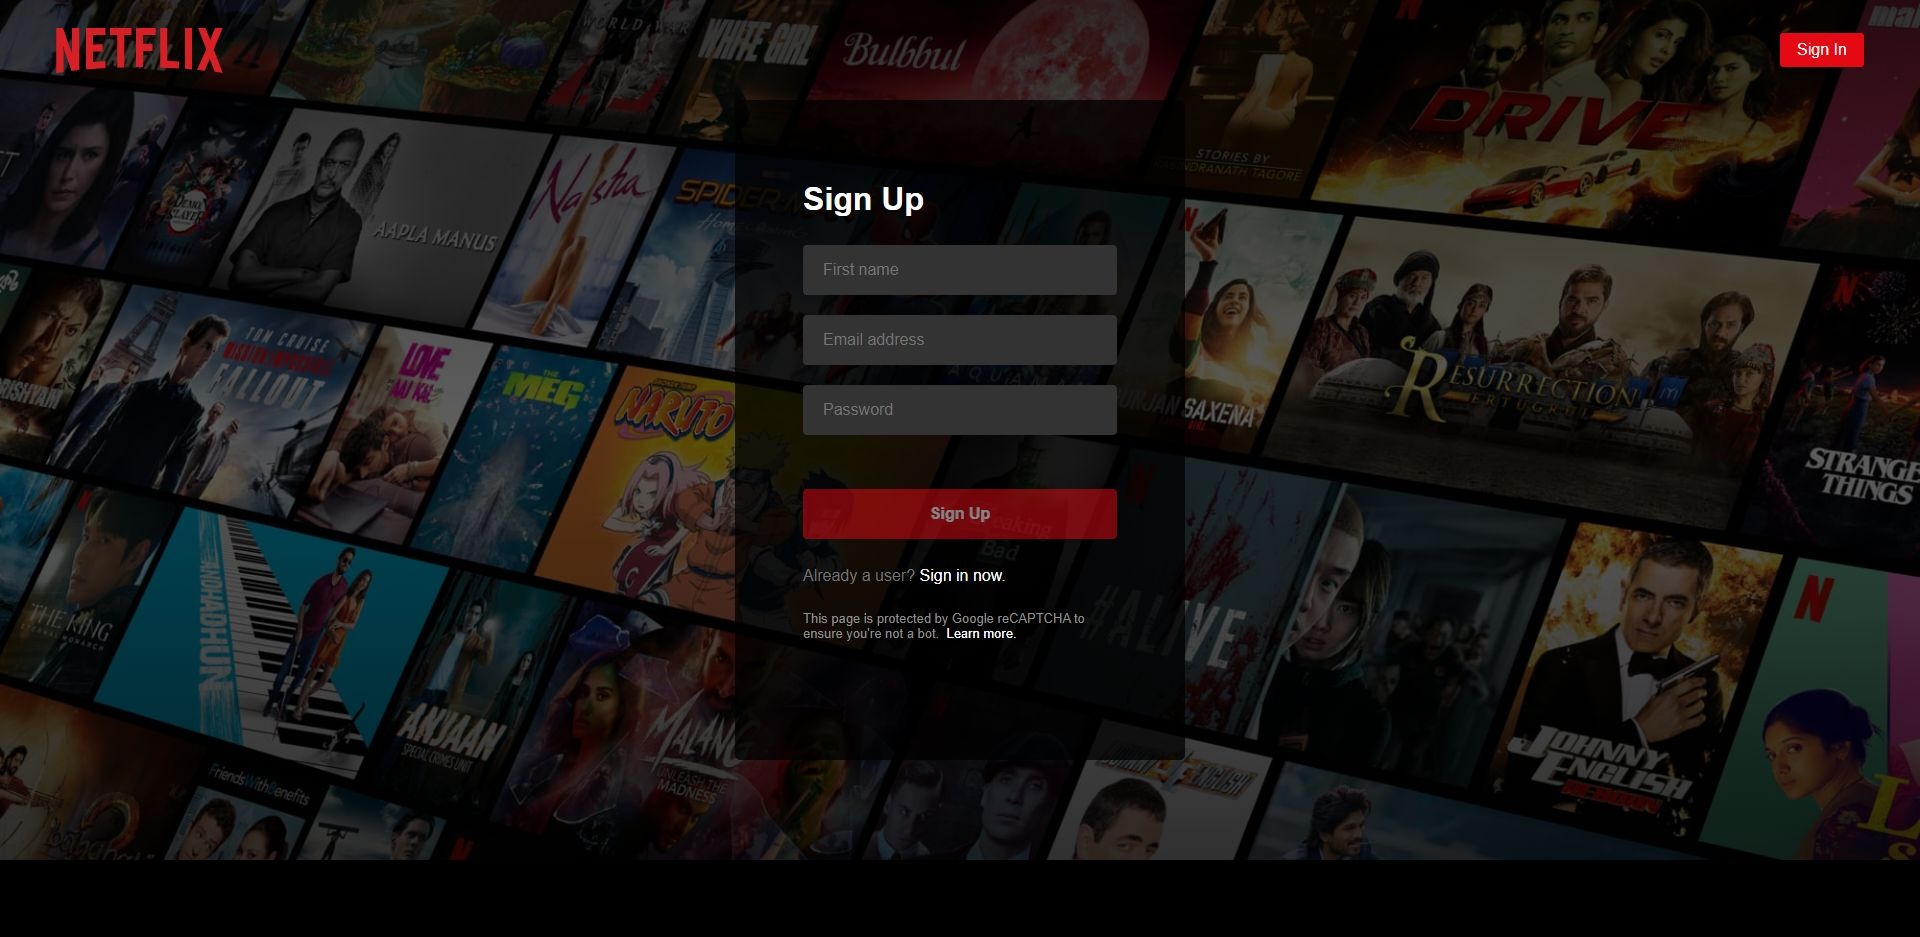 NETFLIX
Sign In
WORLD WAR
WHITE GIRL
Bulbbul
DRIVE
STORIES BY
RABINDRANATH TAGORE
DEMON
SLAYER
AAPLA MANUS
Nasha
SPIDER-M
HOMECOMING
Sign Up
First name
Email address
Password
Sign Up
Already a user? Sign in now.
This page is protected by Google reCAPTCHA to
ensure you're not a bot. Learn more.
TOM CRUISE
MISSION: IMPOSSIBLE
FALLOUT
LOVE
AAJ KAL
THE
MEG
NARUTO
AQUAMAN
GUNJAN SAXENA
RESURRECTION
ERTUGRUL
STRANGER
THINGS
Breaking
Bad
THE KING
ETERNAL MONARCH
ANDHADHUN
ANJAAN
SPECIAL CRIMES UNIT
MALANG
UNLEASH THE
MADNESS
#ALIVE
JOHNNY
ENGLISH
REBORN
FriendsWithBenefits
JOHNNY ENGLISH